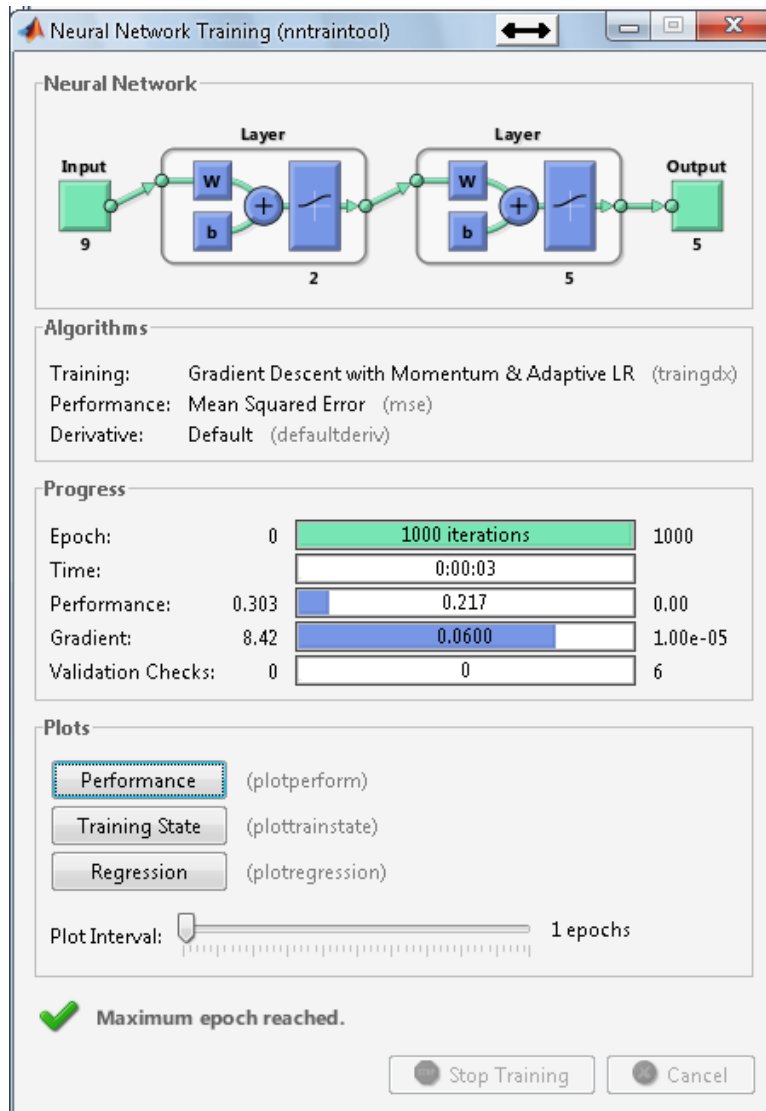 Neural Network Training (nntraintool)
Neural Network
Layer Layer
Input Output
W W
+ +
b b
9 5
2 5
Algorithms
Training: Gradient Descent with Momentum & Adaptive LR (traingdx)
Performance: Mean Squared Error (mse)
Derivative: Default (defaultderiv)
Progress
Epoch: 0 1000 iterations 1000
Time: 0:00:03
Performance: 0.303 0.217 0.00
Gradient: 8.42 0.0600 1.00e-05
Validation Checks: 0 0 6
Plots
Performance (plotperform)
Training State (plottrainstate)
Regression (plotregression)
Plot Interval: 1 epochs
Maximum epoch reached.
Stop Training Cancel